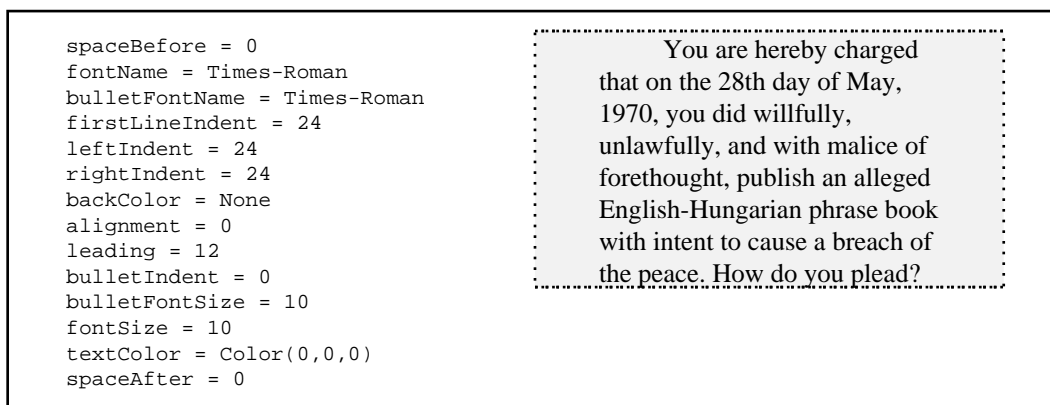 spaceBefore = 0
fontName = Times-Roman
bulletFontName = Times-Roman
firstLineIndent = 24
leftIndent = 24
rightIndent = 24
backColor = None
alignment = 0
leading = 12
bulletIndent = 0
bulletFontSize = 10
fontSize = 10
textColor = Color(0,0,0)
spaceAfter = 0
You are hereby charged
that on the 28th day of May,
1970, you did willfully,
unlawfully, and with malice of
forethought, publish an alleged
English-Hungarian phrase book
with intent to cause a breach of
the peace. How do you plead?